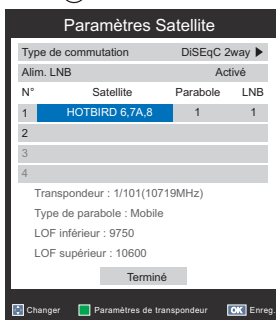 Paramètres Satellite
Type de commutation DiSEqC 2way ▶
Alim. LNB Activé
N° Satellite Parabole LNB
1 HOTBIRD 6,7A,8 1 1
2
3
4
Transpondeur : 1/101(10719MHz)
Type de parabole : Mobile
LOF inférieur : 9750
LOF supérieur : 10600
Terminé
Changer Paramètres de transpondeur OK Enreg.